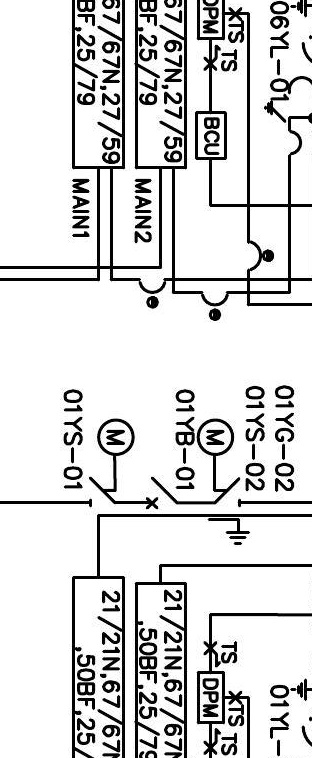 67/67N,27/59
BF,25/79
MAIN1
67/67N,27/59
BF,25/79
MAIN2
DPM
TS
TS
BCU
06YL-01
01YS-01
M
01YB-01
M
01YS-02
01YG-02
21/21N,67/67N
,50BF,25/
21/21N,67/67N
,50BF,25/79
TS
DPM
TS
TS
01YL-